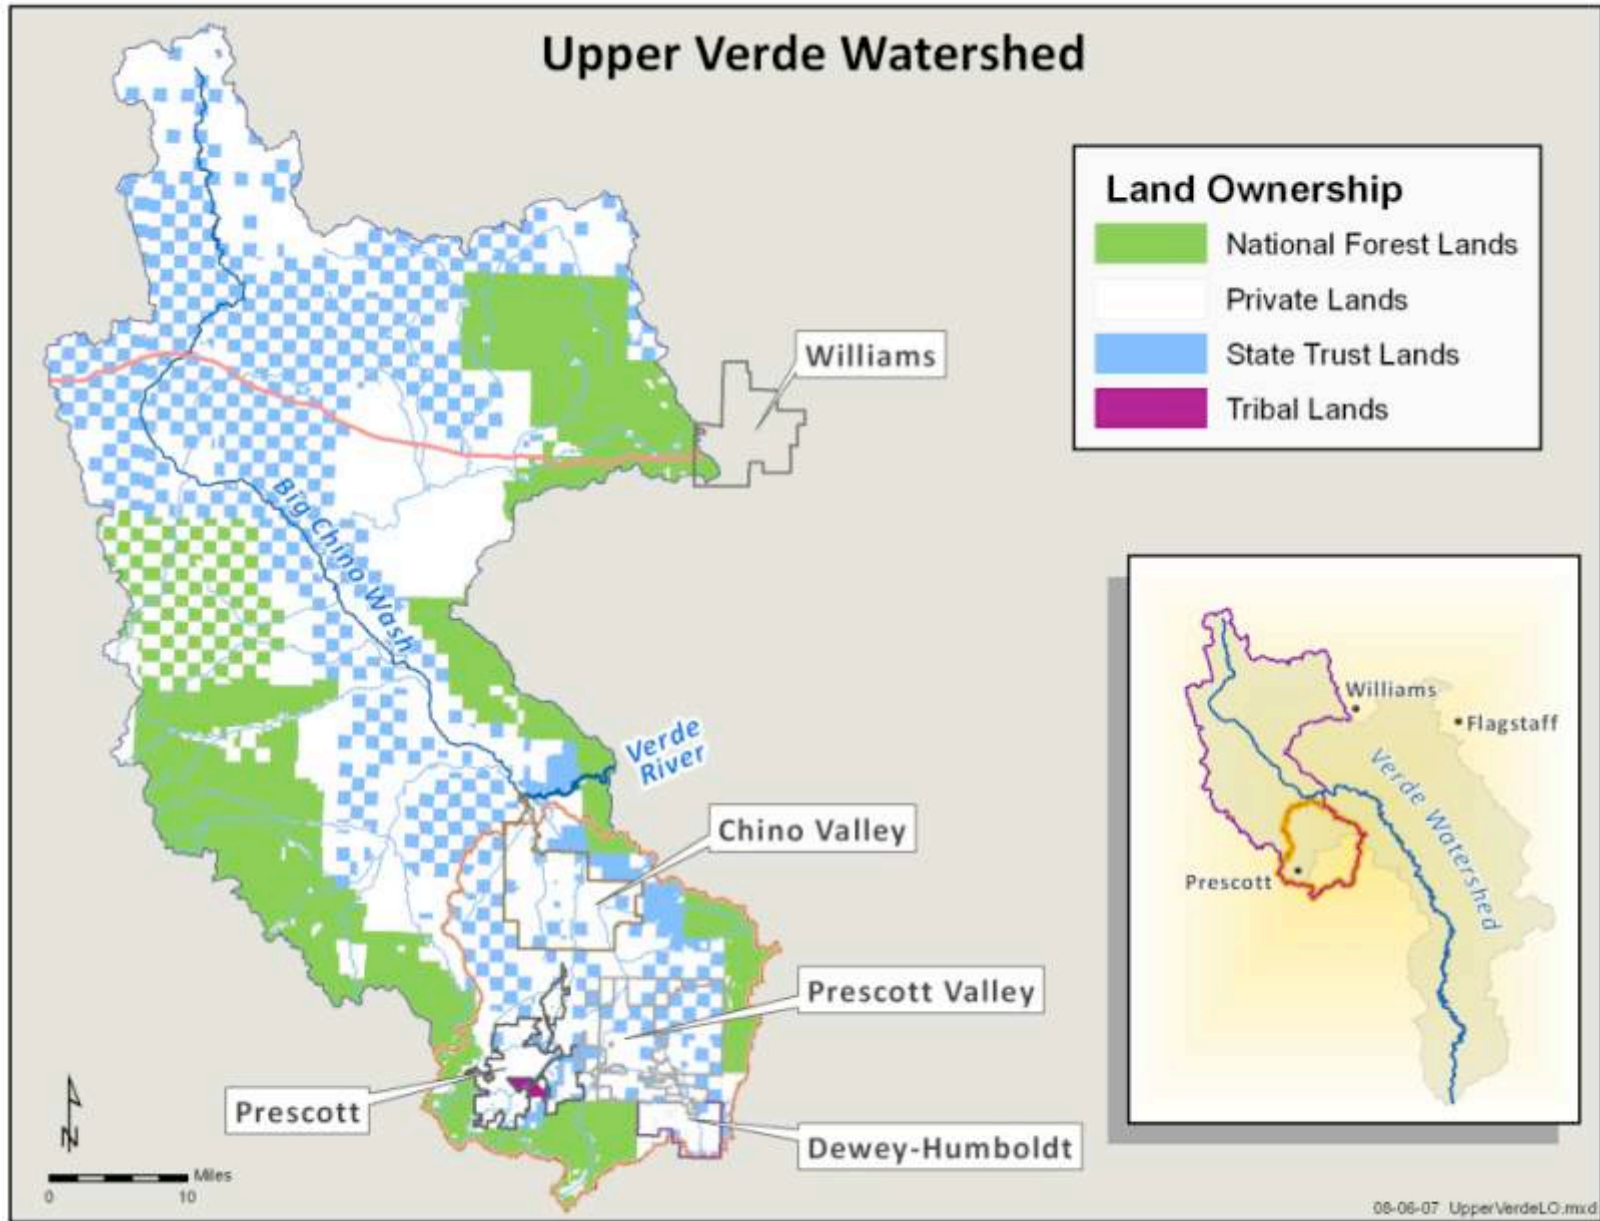 Upper Verde Watershed
Land Ownership
National Forest Lands
Private Lands
State Trust Lands
Tribal Lands
Williams
Big Chino Wash
Verde
River
Chino Valley
Prescott Valley
Prescott
Dewey-Humboldt
N
Miles
0 10
Williams
Flagstaff
Verde Watershed
Prescott
08-06-07 UpperVerdeLO.mxd